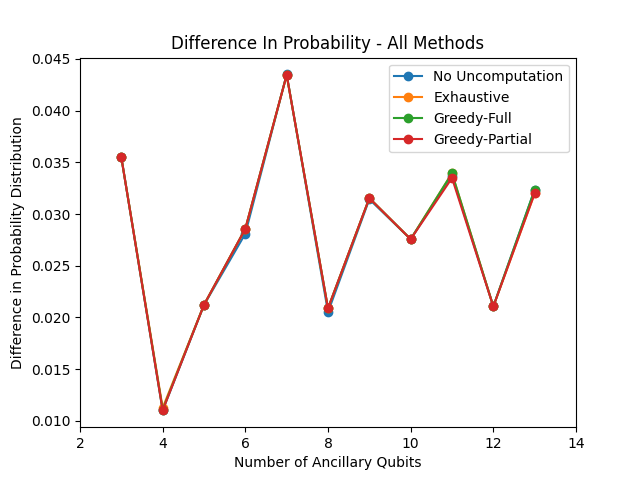 Difference In Probability - All Methods
No Uncomputation
Exhaustive
Greedy-Full
Greedy-Partial
Difference in Probability Distribution
0.045
0.040
0.035
0.030
0.025
0.020
0.015
0.010
2 4 6 8 10 12 14
Number of Ancillary Qubits